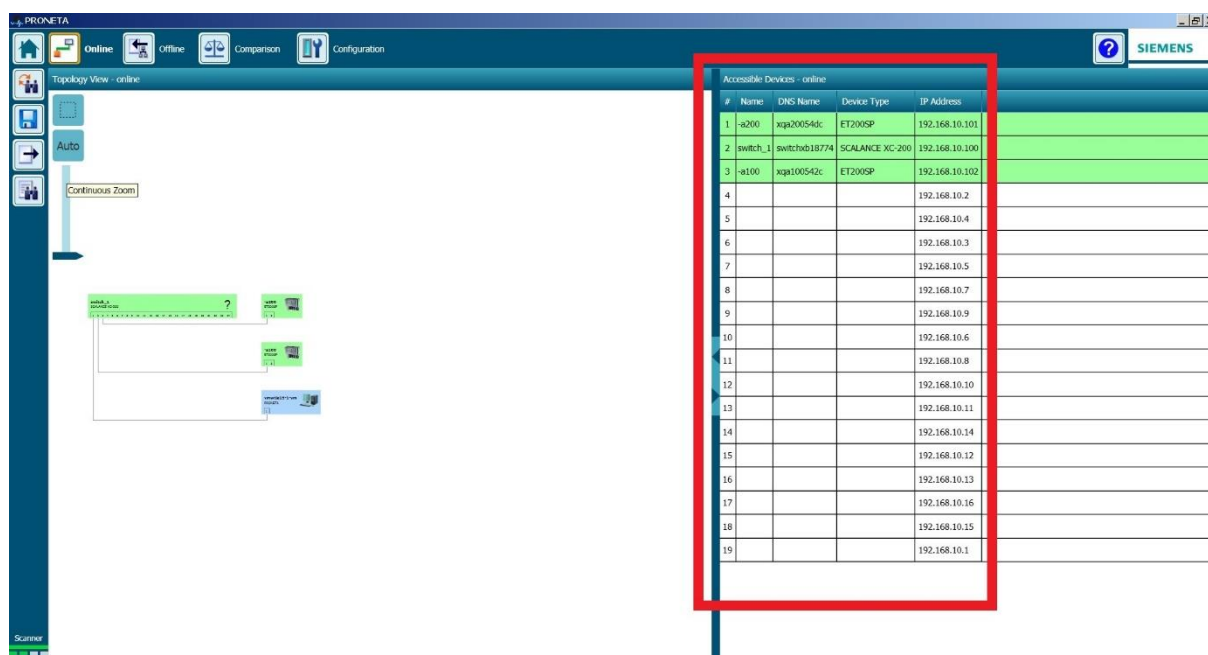 PRONETA
Online Offline Comparison Configuration
SIEMENS
Topology View - online
Auto
Continuous Zoom
switch_1
?
Accessible Devices - online
# Name DNS Name Device Type IP Address
1 -a200 xqa20054dc ET200SP 192.168.10.101
2 switch_1 switchxb18774 SCALANCE XC-200 192.168.10.100
3 -a100 xqa100542c ET200SP 192.168.10.102
4 192.168.10.2
5 192.168.10.4
6 192.168.10.3
7 192.168.10.5
8 192.168.10.7
9 192.168.10.9
10 192.168.10.6
11 192.168.10.8
12 192.168.10.10
13 192.168.10.11
14 192.168.10.14
15 192.168.10.12
16 192.168.10.13
17 192.168.10.16
18 192.168.10.15
19 192.168.10.1
Scanner